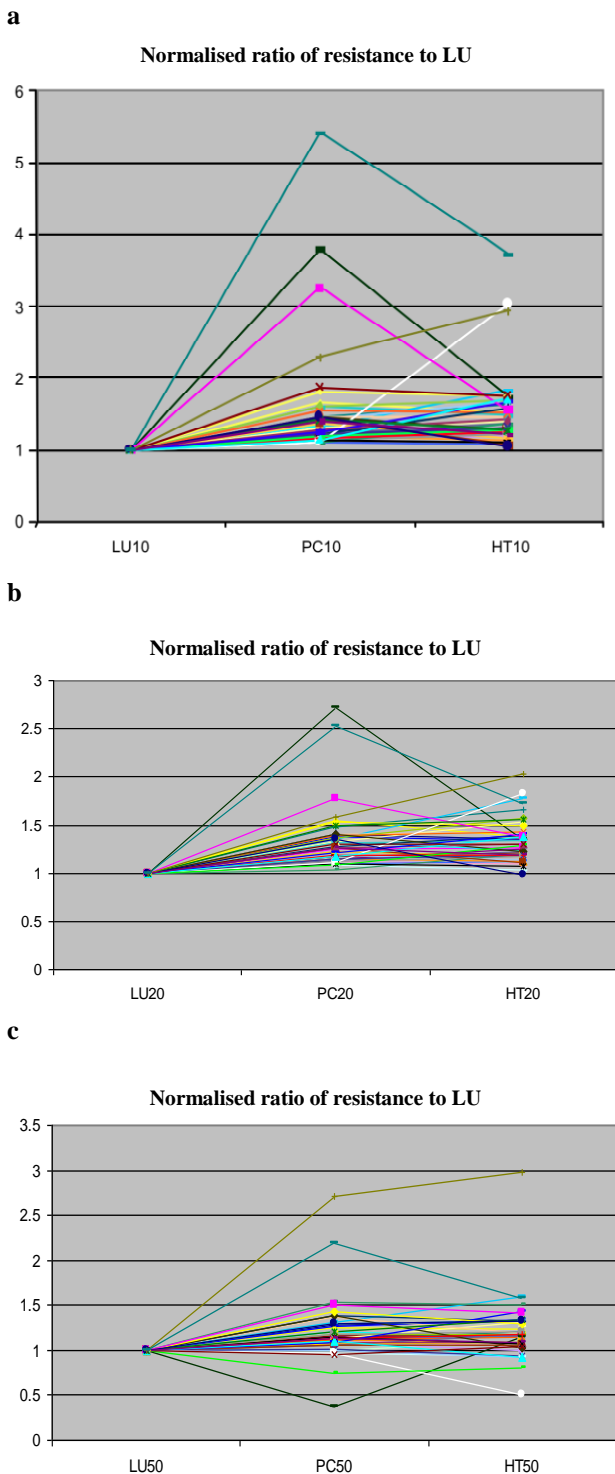 a
Normalised ratio of resistance to LU
6
5
4
3
2
1
0
LU10 PC10 HT10
b
Normalised ratio of resistance to LU
3
2.5
2
1.5
1
0.5
0
LU20 PC20 HT20
c
Normalised ratio of resistance to LU
3.5
3
2.5
2
1.5
1
0.5
0
LU50 PC50 HT50